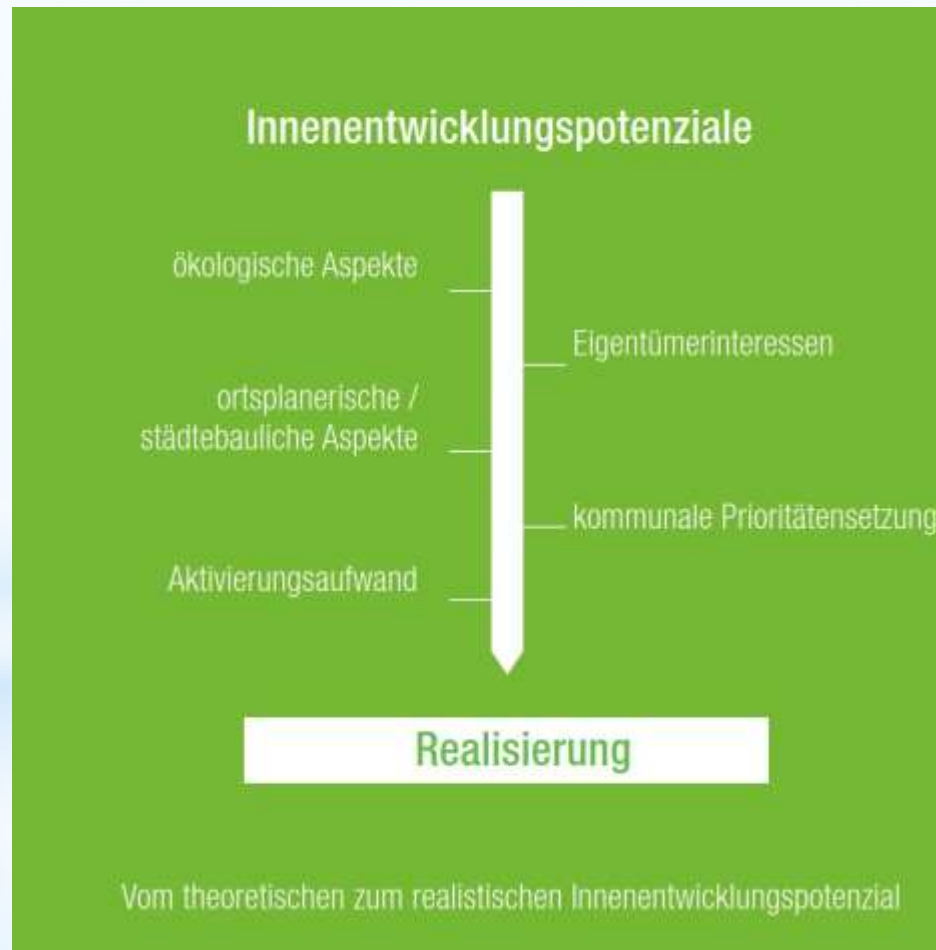 Innenentwicklungspotenziale
ökologische Aspekte
Eigentümerinteressen
ortsplanerische /
städtebauliche Aspekte
kommunale Prioritätensetzung
Aktivierungsaufwand
Realisierung
Vom theoretischen zum realistischen Innenentwicklungspotenzial